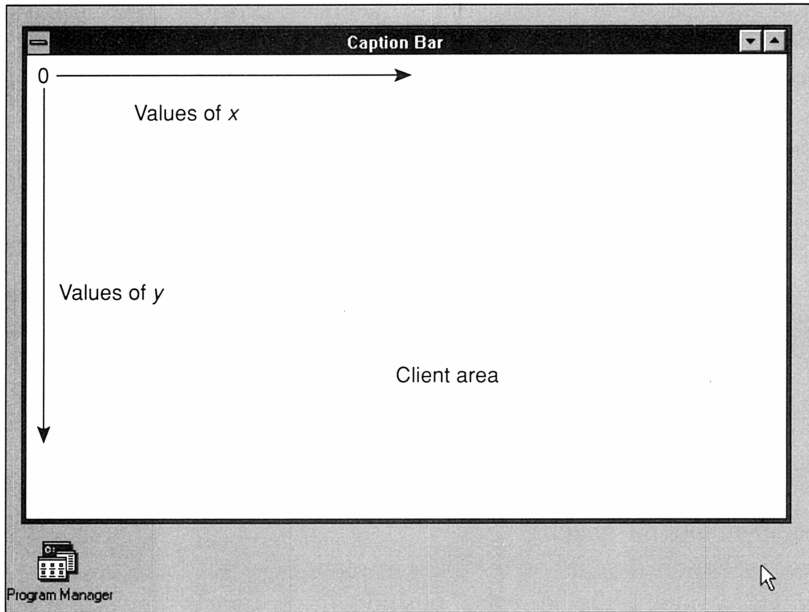 Caption Bar
0
Values of x
Values of y
Client area
Program Manager